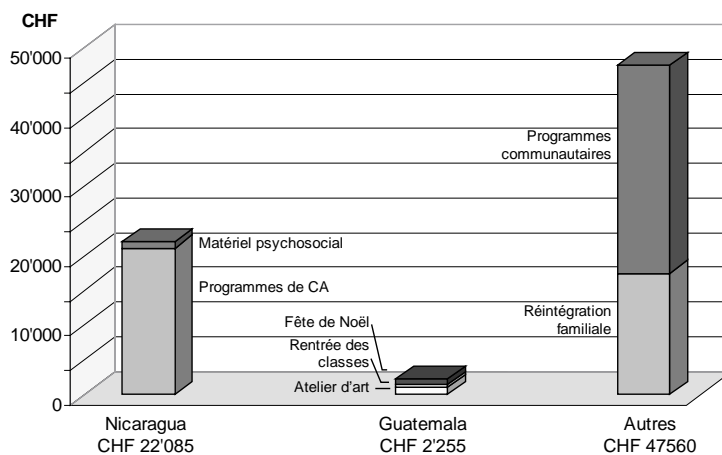 CHF
50'000
40'000
30'000
20'000
10'000
0
Programmes
communautaires
Matériel psychosocial
Programmes de CA
Réintégration
familiale
Fête de Noël
Rentrée des
classes
Atelier d'art
Nicaragua
CHF 22'085
Guatemala
CHF 2'255
Autres
CHF 47560